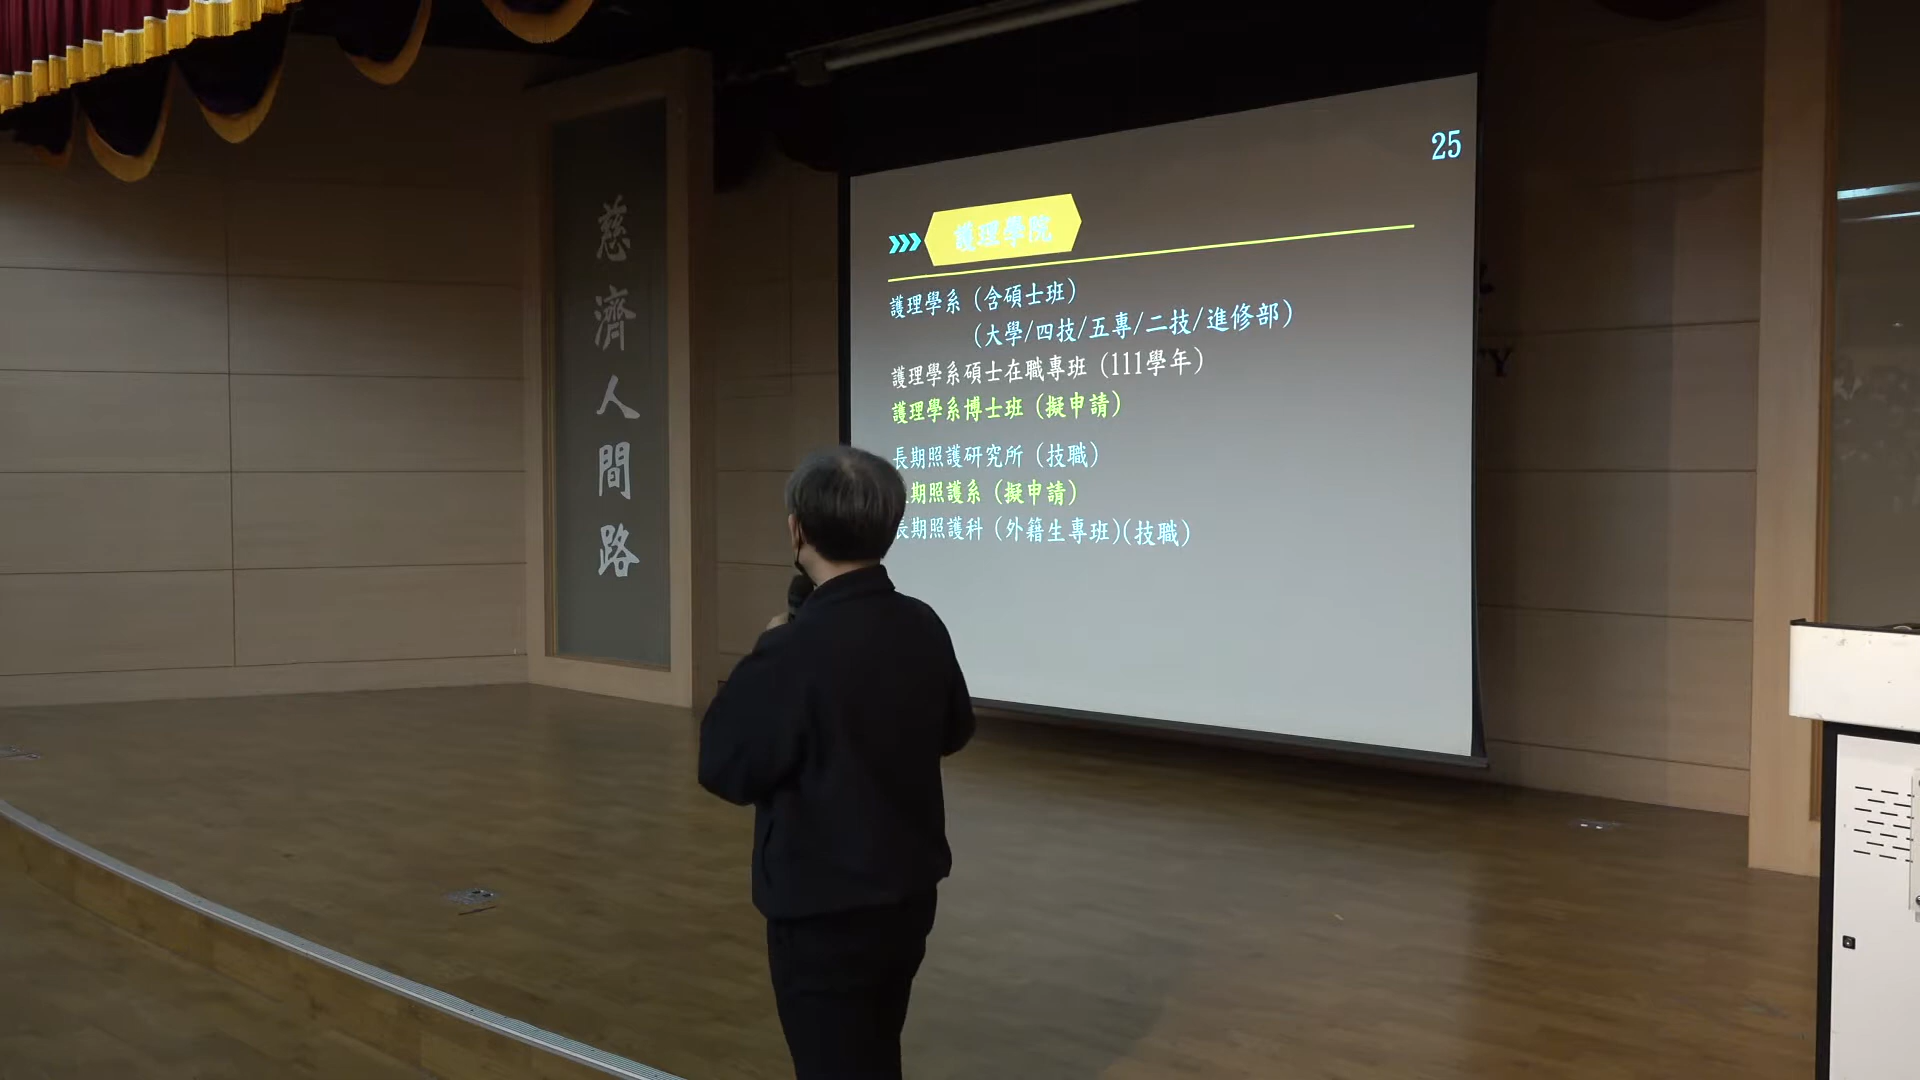 慈濟人間路
25
護理學院
護理學系（含碩士班）
（大學/四技/五專/二技/進修部）
護理學系碩士在職專班（111學年）
護理學系博士班（擬申請）
長期照護研究所（技職）
期照護系（擬申請）
長期照護科（外籍生專班）(技職）
Y